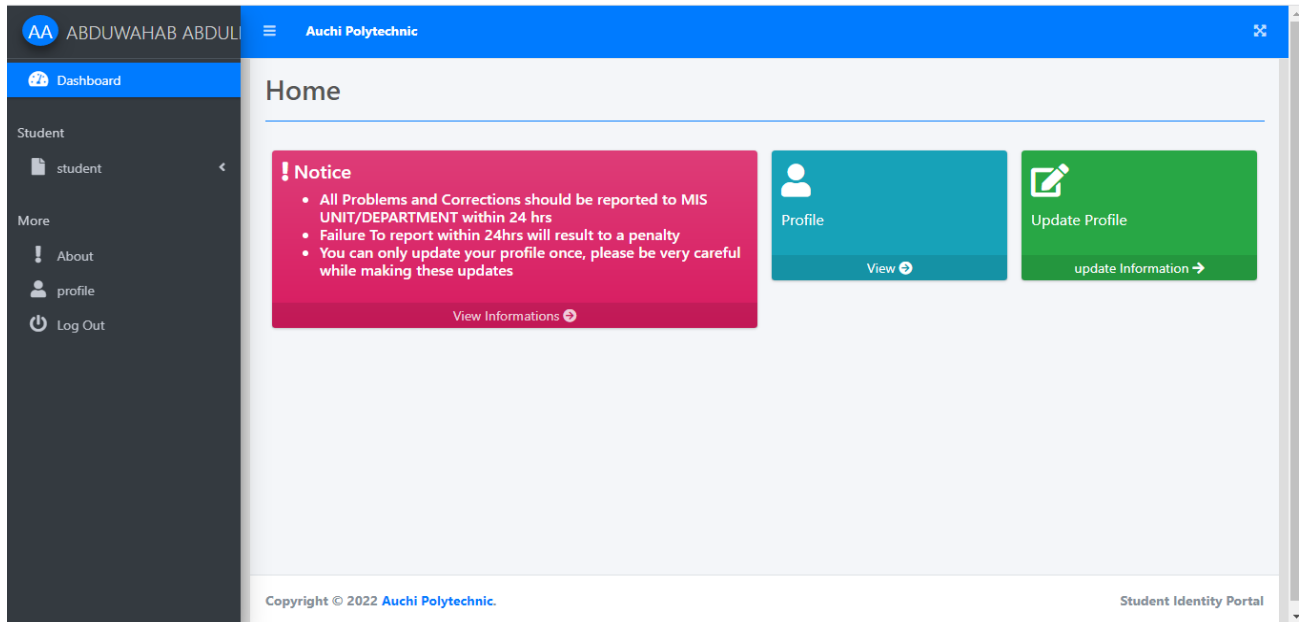 AA ABDUWAHAB ABDUL
Auchi Polytechnic
Dashboard
Student
student
More
About
profile
Log Out
Home
Notice
All Problems and Corrections should be reported to MIS
UNIT/DEPARTMENT within 24 hrs
Failure To report within 24hrs will result to a penalty
You can only update your profile once, please be very careful
while making these updates
View Informations
Profile
View
Update Profile
update Information
Copyright © 2022 Auchi Polytechnic.
Student Identity Portal